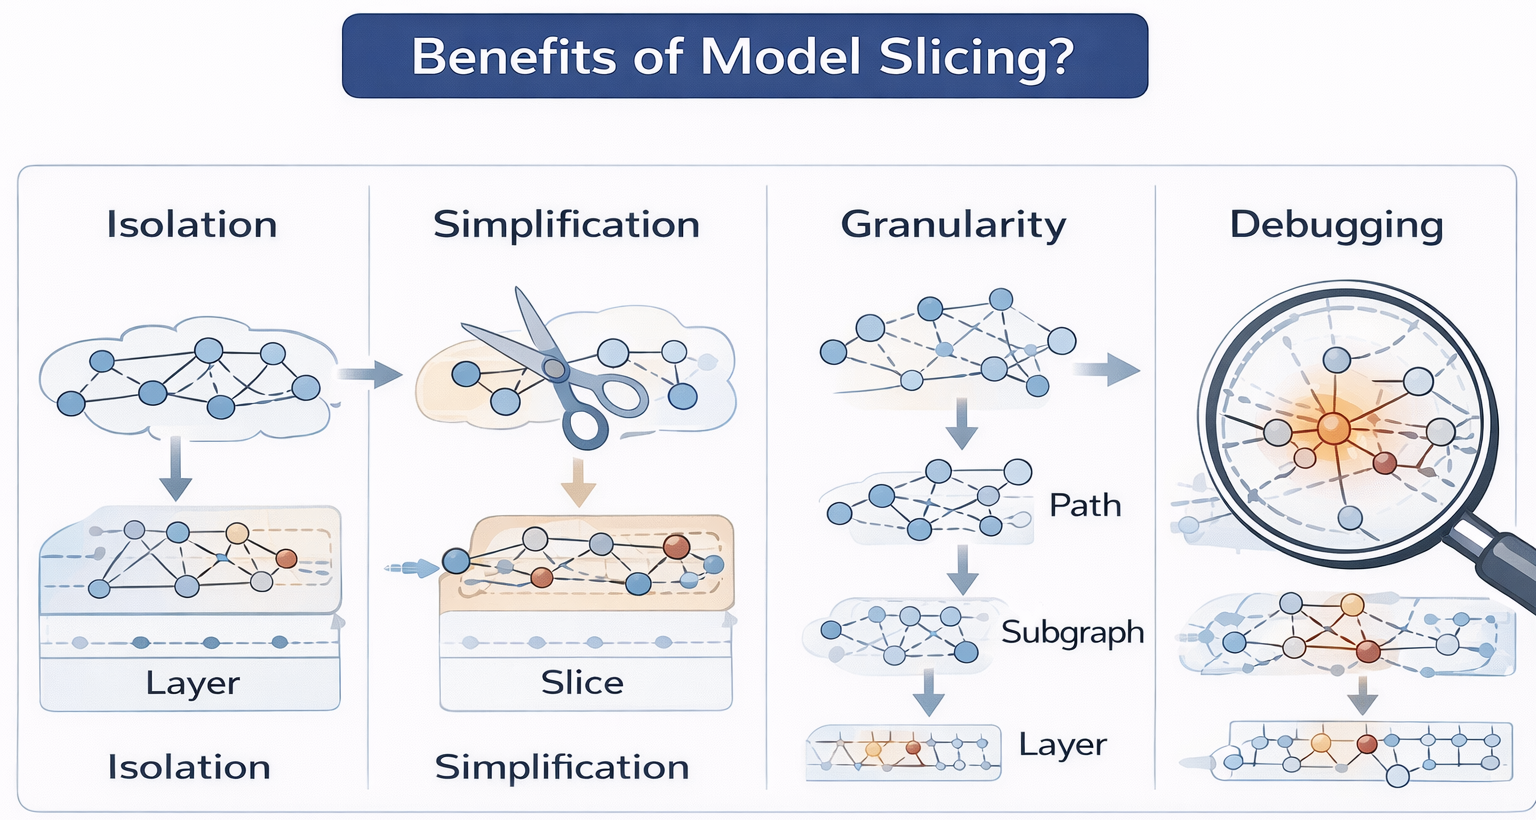 Benefits of Model Slicing?
Isolation
Layer
Isolation
Simplification
Slice
Simplification
Granularity
Path
Subgraph
Layer
Debugging